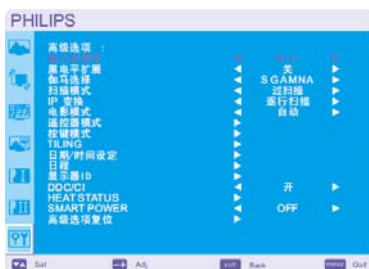 PHILIPS
高级选项 :
黑电平扩展 关
伽马选择 SGAMNA
扫描模式 过扫描
IP 变换 逐行扫描
电影模式 自动
遥控器模式
按键模式
TILING
日期/时间设定
日程
显示器ID
DDC/CI 开
HEAT STATUS
SMART POWER OFF
高级选项复位
Sel Adj EXIT Back MENU Quit